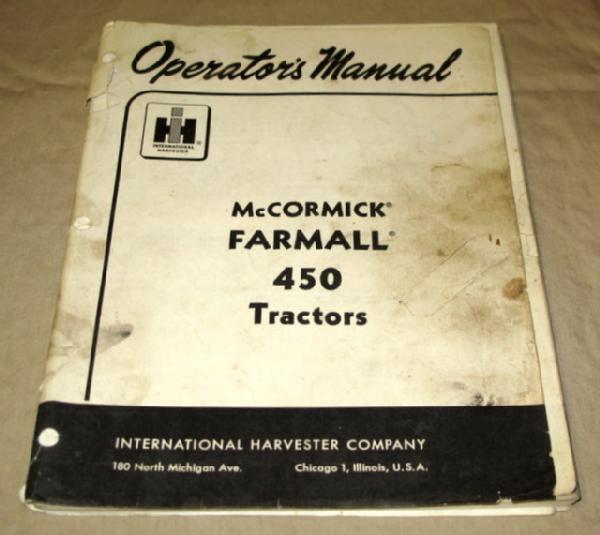 Operator's Manual
IH ®
INTERNATIONAL
HARVESTER
McCORMICK®
FARMALL®
450
Tractors
INTERNATIONAL HARVESTER COMPANY
180 North Michigan Ave. Chicago 1, Illinois, U.S.A.